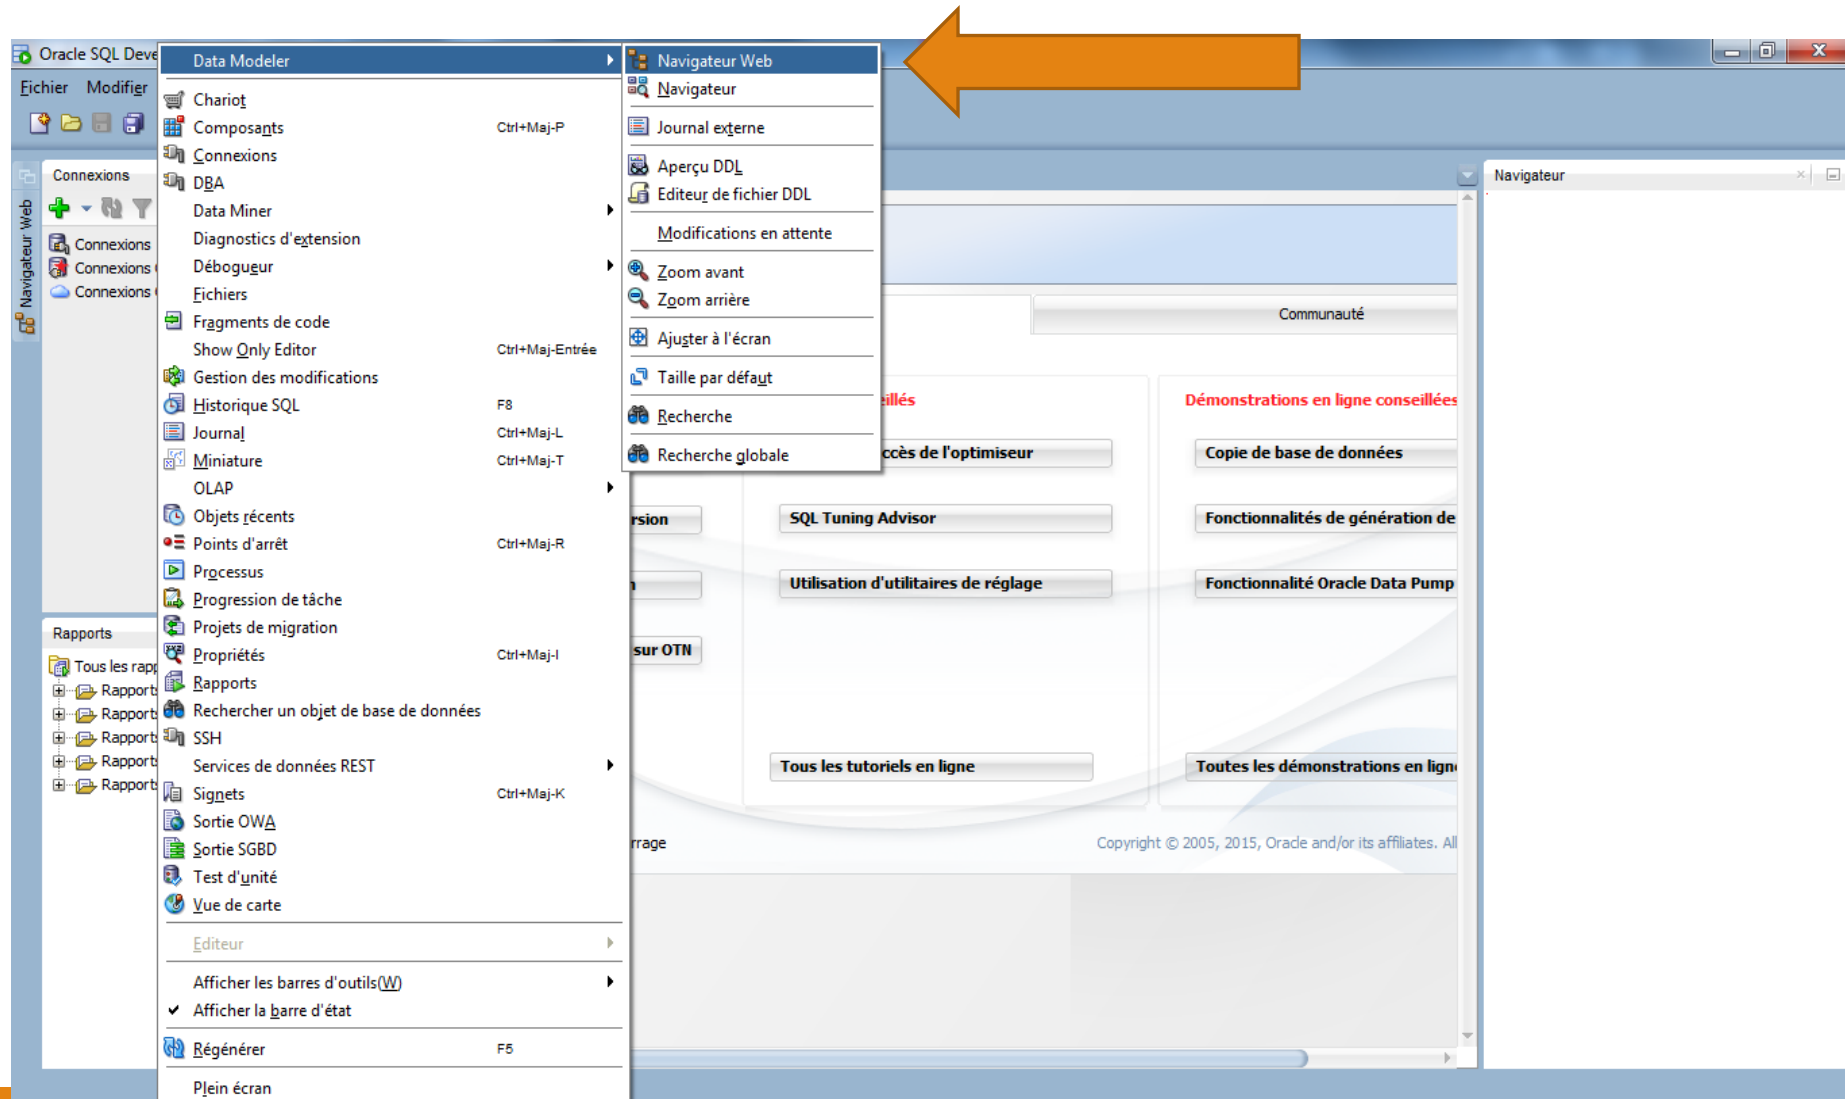 Oracle SQL Deve
Fichier Modifier
Data Modeler
Chariot
Composants Ctrl+Maj-P
Connexions
DBA
Data Miner
Diagnostics d'extension
Débogueur
Fichiers
Fragments de code
Show Only Editor Ctrl+Maj-Entrée
Gestion des modifications
Historique SQL F8
Journal Ctrl+Maj-L
Miniature Ctrl+Maj-T
OLAP
Objets récents
Points d'arrêt Ctrl+Maj-R
Processus
Progression de tâche
Projets de migration
Propriétés Ctrl+Maj-I
Rapports
Rechercher un objet de base de données
SSH
Services de données REST
Signets Ctrl+Maj-K
Sortie OWA
Sortie SGBD
Test d'unité
Vue de carte
Editeur
Afficher les barres d'outils(W)
Afficher la barre d'état
Régénérer F5
Plein écran
Navigateur Web
Navigateur
Journal externe
Aperçu DDL
Editeur de fichier DDL
Modifications en attente
Zoom avant
Zoom arrière
Ajuster à l'écran
Taille par défaut
Recherche
Recherche globale
Navigateur Web
Connexions
Connexions
Connexions
Connexions
Rapports
Tous les rapp
Rapport
Rapport
Rapport
Rapport
Rapport
Communauté
eillés
Démonstrations en ligne conseillées
ccès de l'optimiseur
Copie de base de données
rsion
SQL Tuning Advisor
Fonctionnalités de génération de
n
Utilisation d'utilitaires de réglage
Fonctionnalité Oracle Data Pump
sur OTN
Tous les tutoriels en ligne
Toutes les démonstrations en lign
rrage
Copyright © 2005, 2015, Oracle and/or its affiliates. All
Navigateur